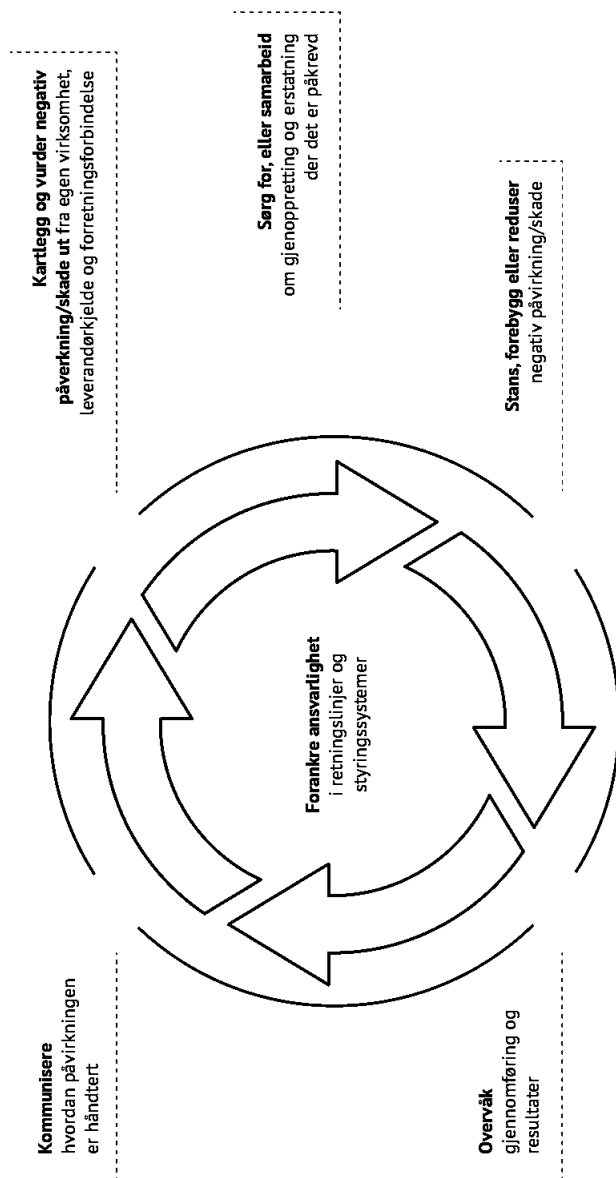 Kommunisere
hvordan påvirkningen
er håndtert
Kartlegg og vurder negativ
påverkning/skade ut fra egen virksomhet,
leverandørkjelde og forretningsforbindelse
Forankre ansvarlighet
i retningslinjer og
styringssystemer
Sørg for, eller samarbeid
om gjenoppretting og erstatning
der det er påkrevd
Overvåk
gjennomføring og
resultater
Stans, forebygg eller reduser
negativ påvirkning/skade